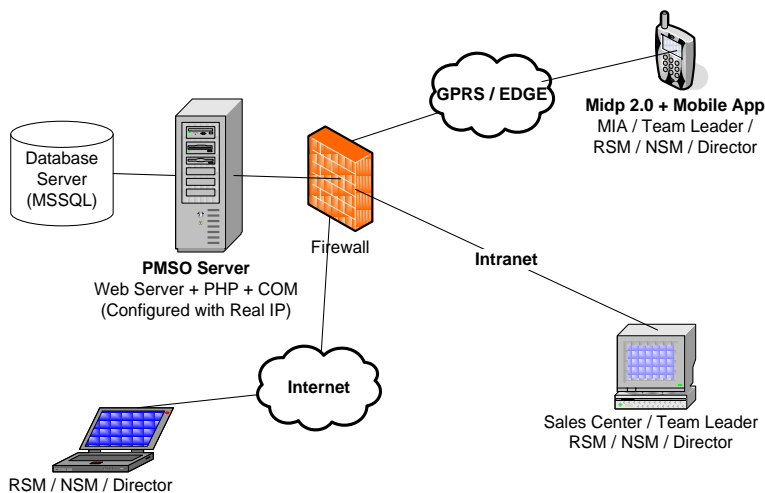 GPRS / EDGE
Midp 2.0 + Mobile App
MIA / Team Leader /
RSM / NSM / Director
Database
Server
(MSSQL)
Firewall
PMSO Server
Web Server + PHP + COM
(Configured with Real IP)
Intranet
Internet
Sales Center / Team Leader
RSM / NSM / Director
RSM / NSM / Director